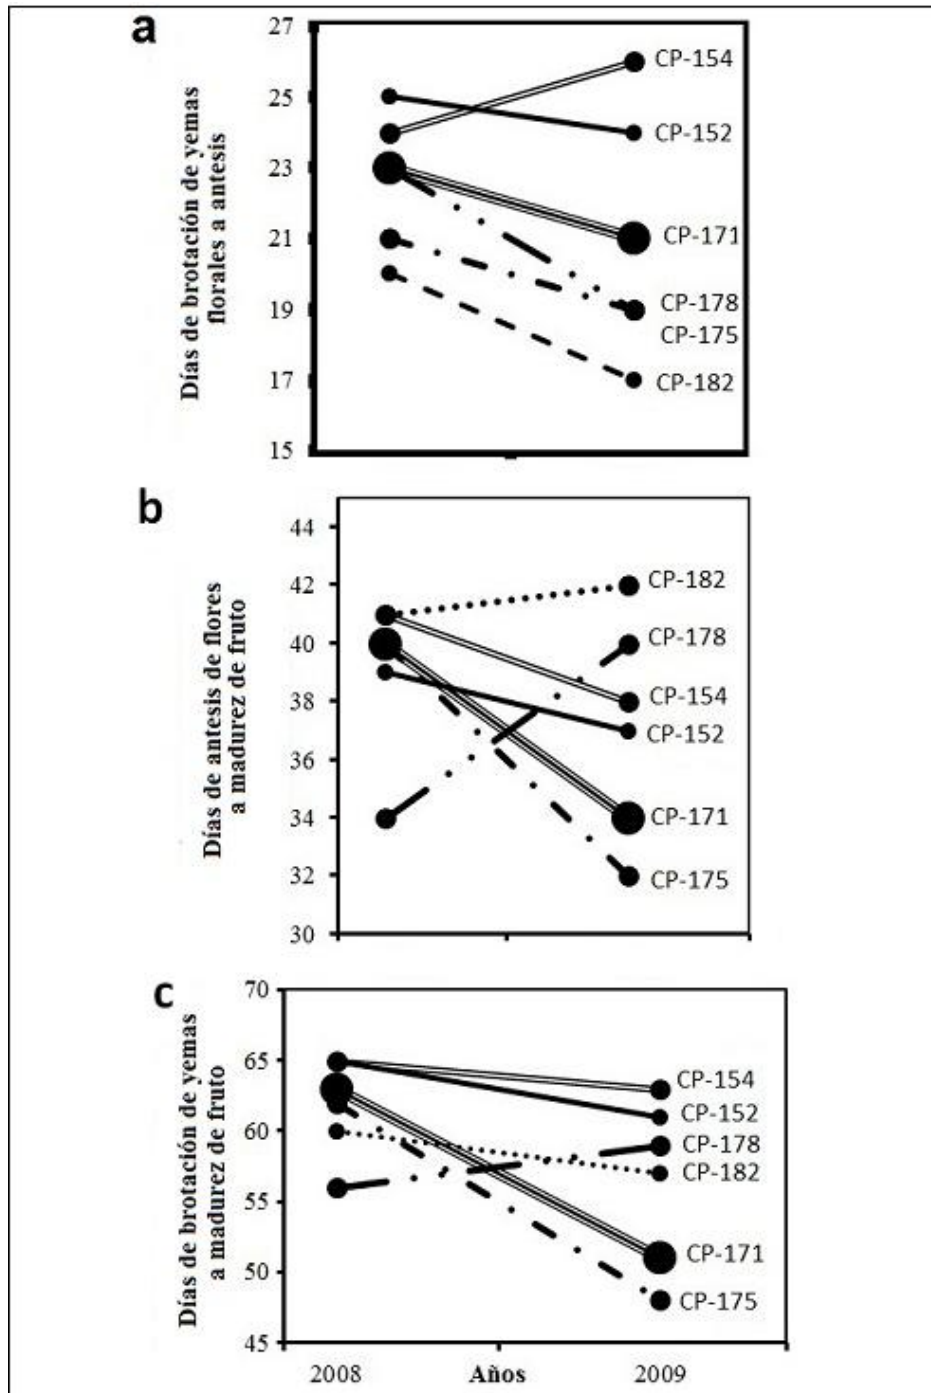 a
Días de brotación de yemas
florales a antesis
27
25
23
21
19
17
15
CP-154
CP-152
CP-171
CP-178
CP-175
CP-182
b
Días de antesis de flores
a madurez de fruto
44
42
40
38
36
34
32
30
CP-182
CP-178
CP-154
CP-152
CP-171
CP-175
c
Días de brotación de yemas
a madurez de fruto
70
65
60
55
50
45
CP-154
CP-152
CP-178
CP-182
CP-171
CP-175
2008 Años 2009